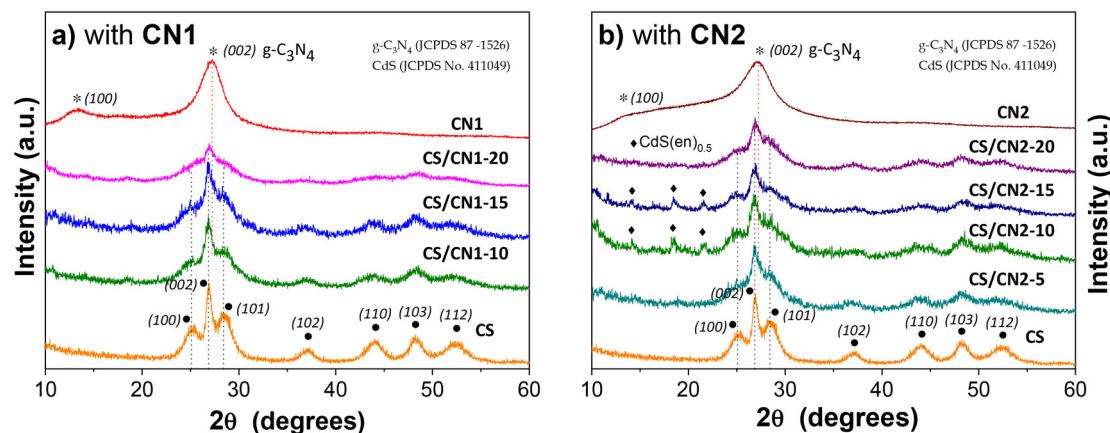 a) with CN1
* (002) g-C₃N₄
g-C₃N₄ (JCPDS 87 -1526)
CdS (JCPDS No. 411049)
* (100)
CN1
CS/CN1-20
CS/CN1-15
CS/CN1-10
(002)
(101)
(100)
(102)
(110)
(103)
(112)
CS
Intensity (a.u.)
10 20 30 40 50 60
2θ (degrees)
b) with CN2
* (002) g-C₃N₄
g-C₃N₄ (JCPDS 87 -1526)
CdS (JCPDS No. 411049)
* (100)
CN2
♦ CdS(en)₀.₅
CS/CN2-20
CS/CN2-15
CS/CN2-10
CS/CN2-5
(002)
(101)
(100)
(102)
(110)
(103)
(112)
CS
10 20 30 40 50 60
2θ (degrees)
Intensity (a.u.)